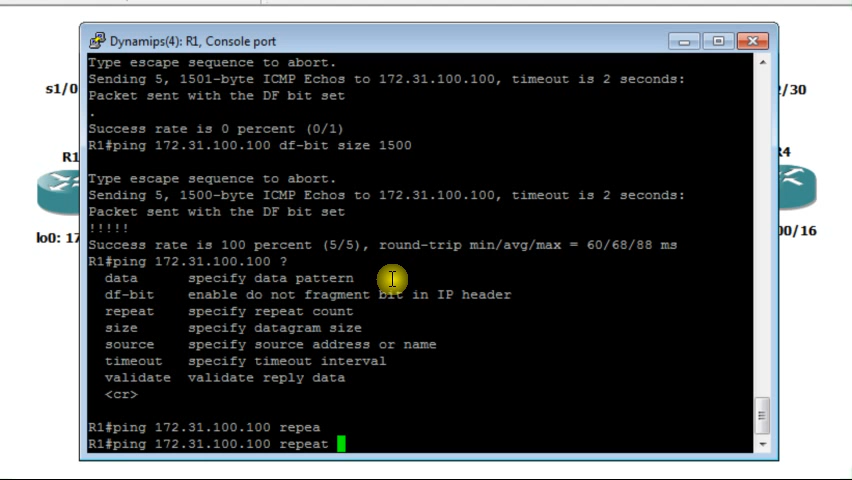 Dynamips(4): R1, Console port
Type escape sequence to abort.
Sending 5, 1501-byte ICMP Echos to 172.31.100.100, timeout is 2 seconds:
Packet sent with the DF bit set
.
Success rate is 0 percent (0/1)
R1#ping 172.31.100.100 df-bit size 1500
Type escape sequence to abort.
Sending 5, 1500-byte ICMP Echos to 172.31.100.100, timeout is 2 seconds:
Packet sent with the DF bit set
!!!!!
Success rate is 100 percent (5/5), round-trip min/avg/max = 60/68/88 ms
R1#ping 172.31.100.100 ?
data specify data pattern
df-bit enable do not fragment bit in IP header
repeat specify repeat count
size specify datagram size
source specify source address or name
timeout specify timeout interval
validate validate reply data
<cr>
R1#ping 172.31.100.100 repea
R1#ping 172.31.100.100 repeat
s1/0
R1
lo0: 17
2/30
R4
00/16